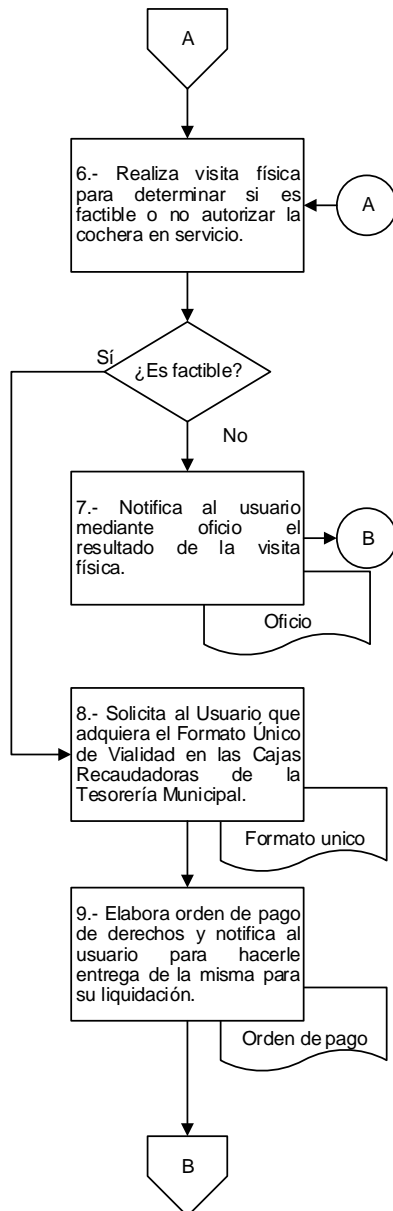 A
6.- Realiza visita física
para determinar si es
factible o no autorizar la
cochera en servicio.
A
Sí
¿Es factible?
No
7.- Notifica al usuario
mediante oficio el
resultado de la visita
física.
B
Oficio
8.- Solicita al Usuario que
adquiera el Formato Único
de Vialidad en las Cajas
Recaudadoras de la
Tesorería Municipal.
Formato unico
9.- Elabora orden de pago
de derechos y notifica al
usuario para hacerle
entrega de la misma para
su liquidación.
Orden de pago
B